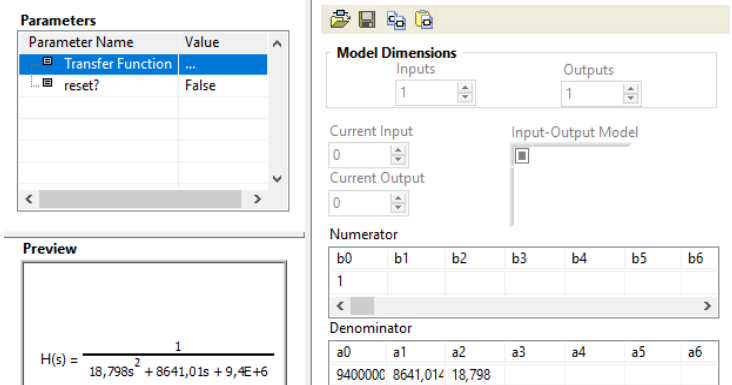 Parameters
Parameter Name Value
Transfer Function ...
reset? False
Preview
H(s) = 1 / 18,798s^2 + 8641,01s + 9,4E+6
Model Dimensions
Inputs Outputs
1 1
Current Input Input-Output Model
0
Current Output
0
Numerator
b0 b1 b2 b3 b4 b5 b6
1
Denominator
a0 a1 a2 a3 a4 a5 a6
9400000 8641,014 18,798